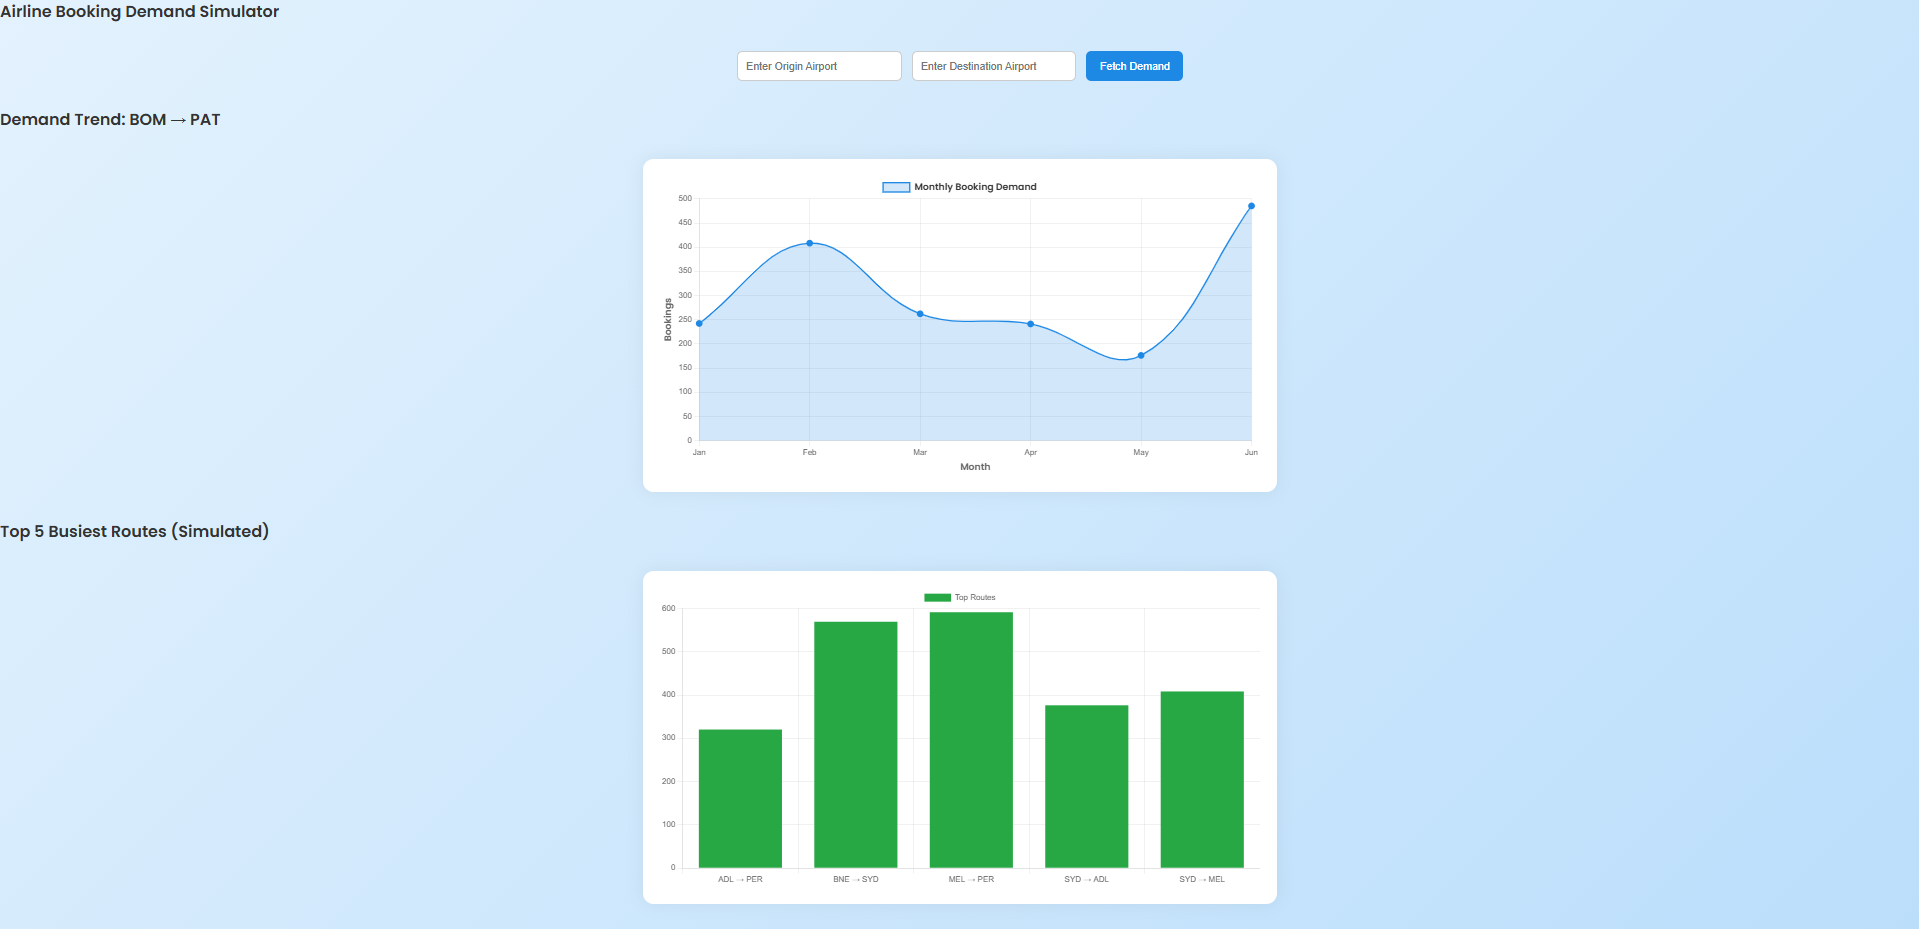 Airline Booking Demand Simulator
Enter Origin Airport Enter Destination Airport Fetch Demand
Demand Trend: BOM → PAT
Monthly Booking Demand
500
450
400
350
300
250
200
150
100
50
0
Bookings
Jan Feb Mar Apr May Jun
Month
Top 5 Busiest Routes (Simulated)
Top Routes
600
500
400
300
200
100
0
ADL → PER BNE → SYD MEL → PER SYD → ADL SYD → MEL